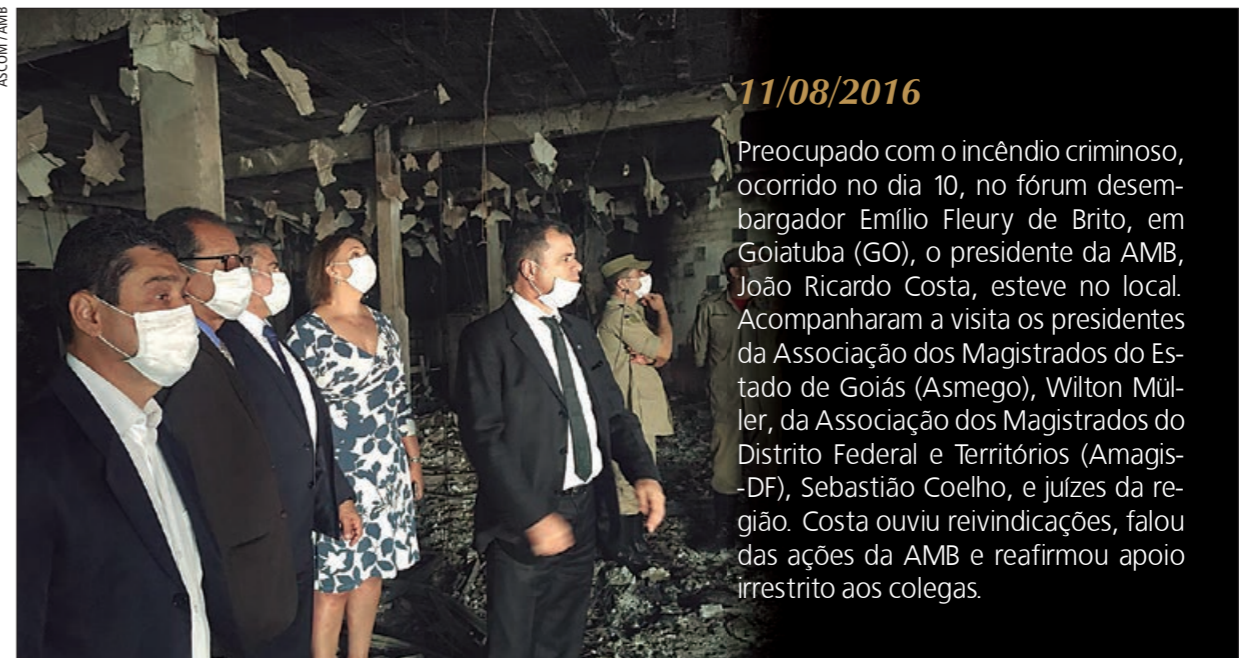 ASCOM / AMB
11/08/2016
Preocupado com o incêndio criminoso,
ocorrido no dia 10, no fórum desem-
bargador Emílio Fleury de Brito, em
Goiatuba (GO), o presidente da AMB,
João Ricardo Costa, esteve no local.
Acompanharam a visita os presidentes
da Associação dos Magistrados do Es-
tado de Goiás (Asmego), Wilton Mül-
ler, da Associação dos Magistrados do
Distrito Federal e Territórios (Amagis-
-DF), Sebastião Coelho, e juízes da re-
gião. Costa ouviu reivindicações, falou
das ações da AMB e reafirmou apoio
irrestrito aos colegas.